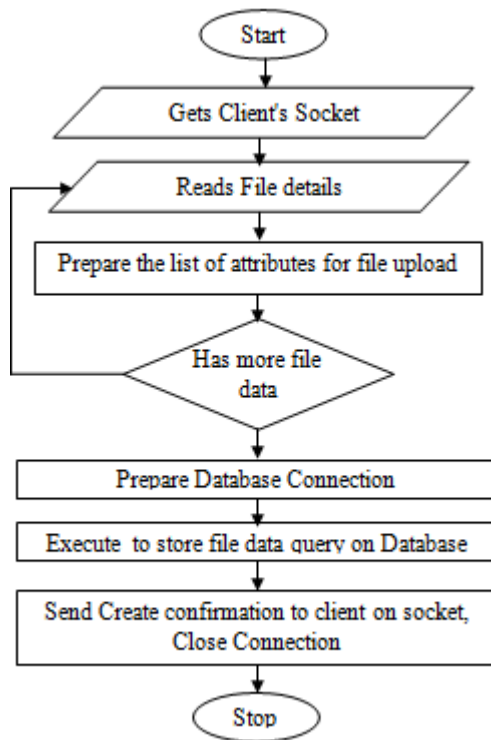 Start
Gets Client's Socket
Reads File details
Prepare the list of attributes for file upload
Has more file
data
Prepare Database Connection
Execute to store file data query on Database
Send Create confirmation to client on socket,
Close Connection
Stop